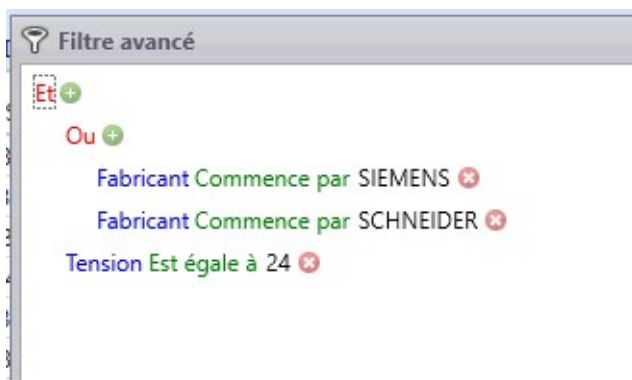 Filtre avancé
Et
Ou
Fabricant Commence par SIEMENS
Fabricant Commence par SCHNEIDER
Tension Est égale à 24